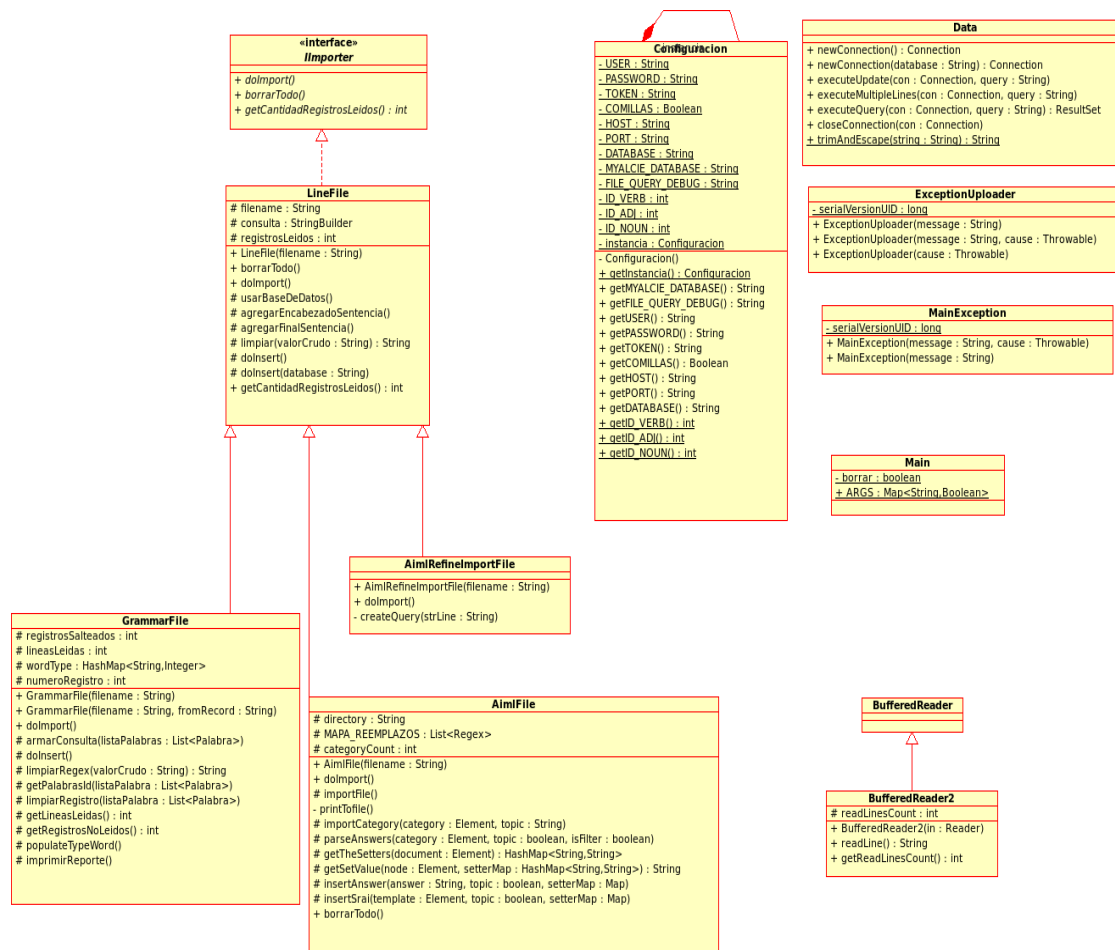 «interface»
IImporter
+ doImport()
+ borrarTodo()
+ getCantidadRegistrosLeidos() : int
LineFile
# filename : String
# consulta : StringBuilder
# registrosLeidos : int
+ LineFile(filename : String)
+ borrarTodo()
+ doImport()
# usarBaseDeDatos()
# agregarEncabezadoSentencia()
# agregarFinalSentencia()
# limpiar(valorCrudo : String) : String
# doInsert()
# doInsert(database : String)
+ getCantidadRegistrosLeidos() : int
Configuracion
- USER : String
- PASSWORD : String
- TOKEN : String
- COMILLAS : Boolean
- HOST : String
- PORT : String
- DATABASE : String
- MYALCIE_DATABASE : String
- FILE_QUERY_DEBUG : String
- ID_VERB : int
- ID_ADJ : int
- ID_NOUN : int
- instancia : Configuracion
- Configuracion()
+ getInstancia() : Configuracion
+ getMYALCIE_DATABASE() : String
+ getFILE_QUERY_DEBUG() : String
+ getUSER() : String
+ getPASSWORD() : String
+ getTOKEN() : String
+ getCOMILLAS() : Boolean
+ getHOST() : String
+ getPORT() : String
+ getDATABASE() : String
+ getID_VERB() : int
+ getID_ADJ() : int
+ getID_NOUN() : int
Data
+ newConnection() : Connection
+ newConnection(database : String) : Connection
+ executeUpdate(con : Connection, query : String)
+ executeMultipleLines(con : Connection, query : String)
+ executeQuery(con : Connection, query : String) : ResultSet
+ closeConnection(con : Connection)
+ trimAndEscape(string : String) : String
ExceptionUploader
- serialVersionUID : long
+ ExceptionUploader(message : String)
+ ExceptionUploader(message : String, cause : Throwable)
+ ExceptionUploader(cause : Throwable)
MainException
- serialVersionUID : long
+ MainException(message : String, cause : Throwable)
+ MainException(message : String)
Main
- borrar : boolean
+ ARGS : Map<String,Boolean>
AimlRefineImportFile
+ AimlRefineImportFile(filename : String)
+ doImport()
- createQuery(strLine : String)
GrammarFile
# registrosSalteados : int
# lineasLeidas : int
# wordType : HashMap<String,Integer>
# numeroRegistro : int
+ GrammarFile(filename : String)
+ GrammarFile(filename : String, fromRecord : String)
+ doImport()
# armarConsulta(listaPalabras : List<Palabra>)
# doInsert()
# limpiarRegex(valorCrudo : String) : String
# getPalabrasId(listaPalabra : List<Palabra>)
# limpiarRegistro(listaPalabra : List<Palabra>)
# getLineasLeidas() : int
# getRegistrosNoLeidos() : int
# populateTypeWord()
# imprimirReporte()
AimlFile
# directory : String
# MAPA_REEMPLAZOS : List<Regex>
# categoryCount : int
+ AimlFile(filename : String)
+ doImport()
# importFile()
- printTofile()
# importCategory(category : Element, topic : String)
# parseAnswers(category : Element, topic : boolean, isFilter : boolean)
# getTheSetters(document : Element) : HashMap<String,String>
# getSetValue(node : Element, setterMap : HashMap<String,String>) : String
# insertAnswer(answer : String, topic : boolean, setterMap : Map)
# insertSrai(template : Element, topic : boolean, setterMap : Map)
+ borrarTodo()
BufferedReader
BufferedReader2
# readLinesCount : int
+ BufferedReader2(in : Reader)
+ readLine() : String
+ getReadLinesCount() : int